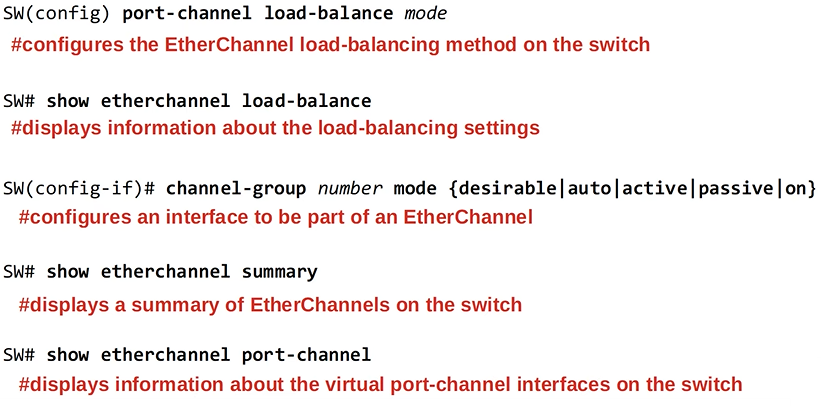 SW(config) port-channel load-balance mode
#configures the EtherChannel load-balancing method on the switch
SW# show etherchannel load-balance
#displays information about the load-balancing settings
SW(config-if)# channel-group number mode {desirable|auto|active|passive|on}
#configures an interface to be part of an EtherChannel
SW# show etherchannel summary
#displays a summary of EtherChannels on the switch
SW# show etherchannel port-channel
#displays information about the virtual port-channel interfaces on the switch